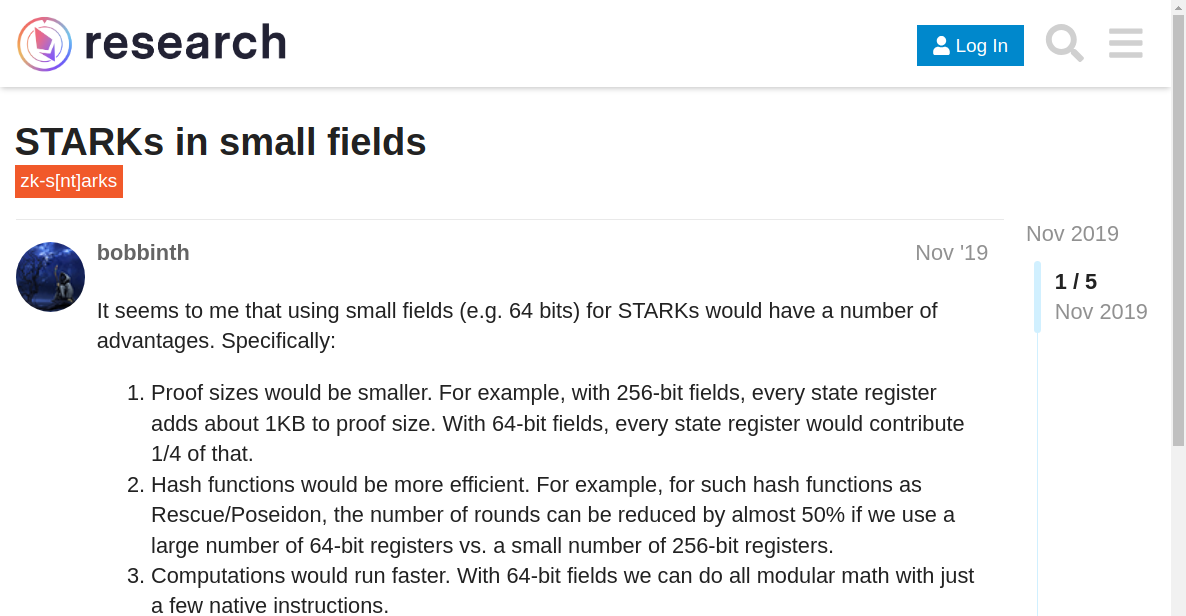 research
Log In
STARKs in small fields
zk-s[nt]arks
bobbinth
Nov '19
It seems to me that using small fields (e.g. 64 bits) for STARKs would have a number of
advantages. Specifically:
1. Proof sizes would be smaller. For example, with 256-bit fields, every state register
adds about 1KB to proof size. With 64-bit fields, every state register would contribute
1/4 of that.
2. Hash functions would be more efficient. For example, for such hash functions as
Rescue/Poseidon, the number of rounds can be reduced by almost 50% if we use a
large number of 64-bit registers vs. a small number of 256-bit registers.
3. Computations would run faster. With 64-bit fields we can do all modular math with just
a few native instructions.
Nov 2019
1 / 5
Nov 2019